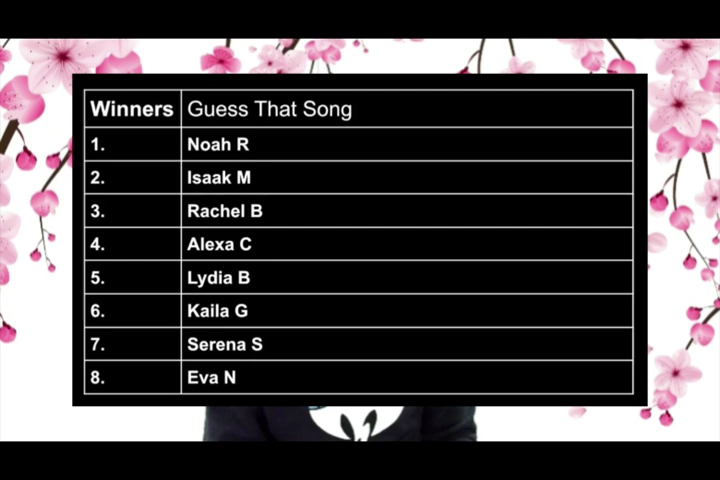 Winners Guess That Song
1. Noah R
2. Isaak M
3. Rachel B
4. Alexa C
5. Lydia B
6. Kaila G
7. Serena S
8. Eva N